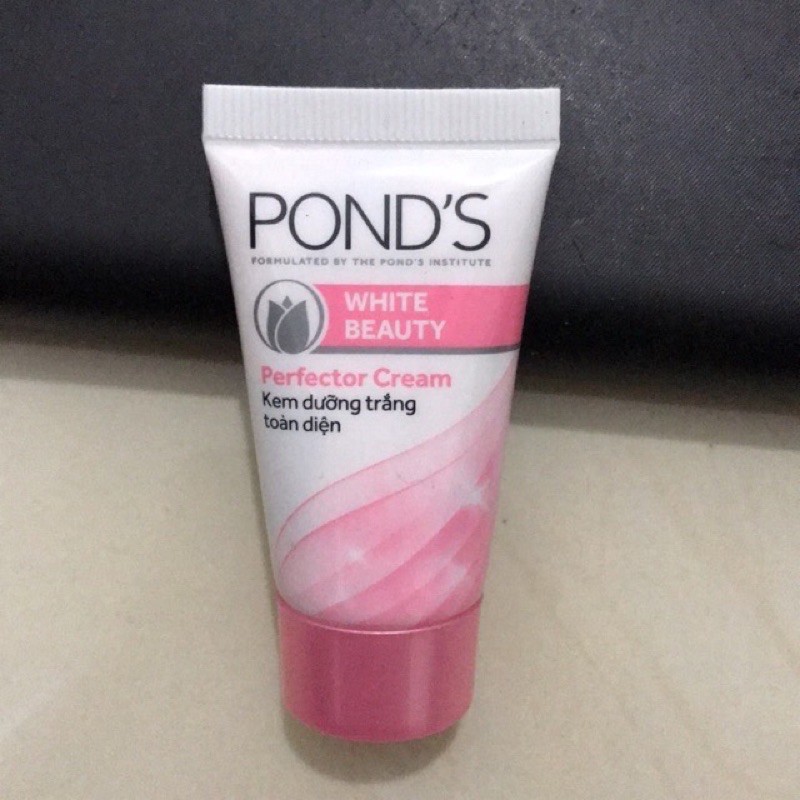 POND'S
FORMULATED BY THE POND'S INSTITUTE
WHITE
BEAUTY
Perfector Cream
Kem dưỡng trắng
toàn diện